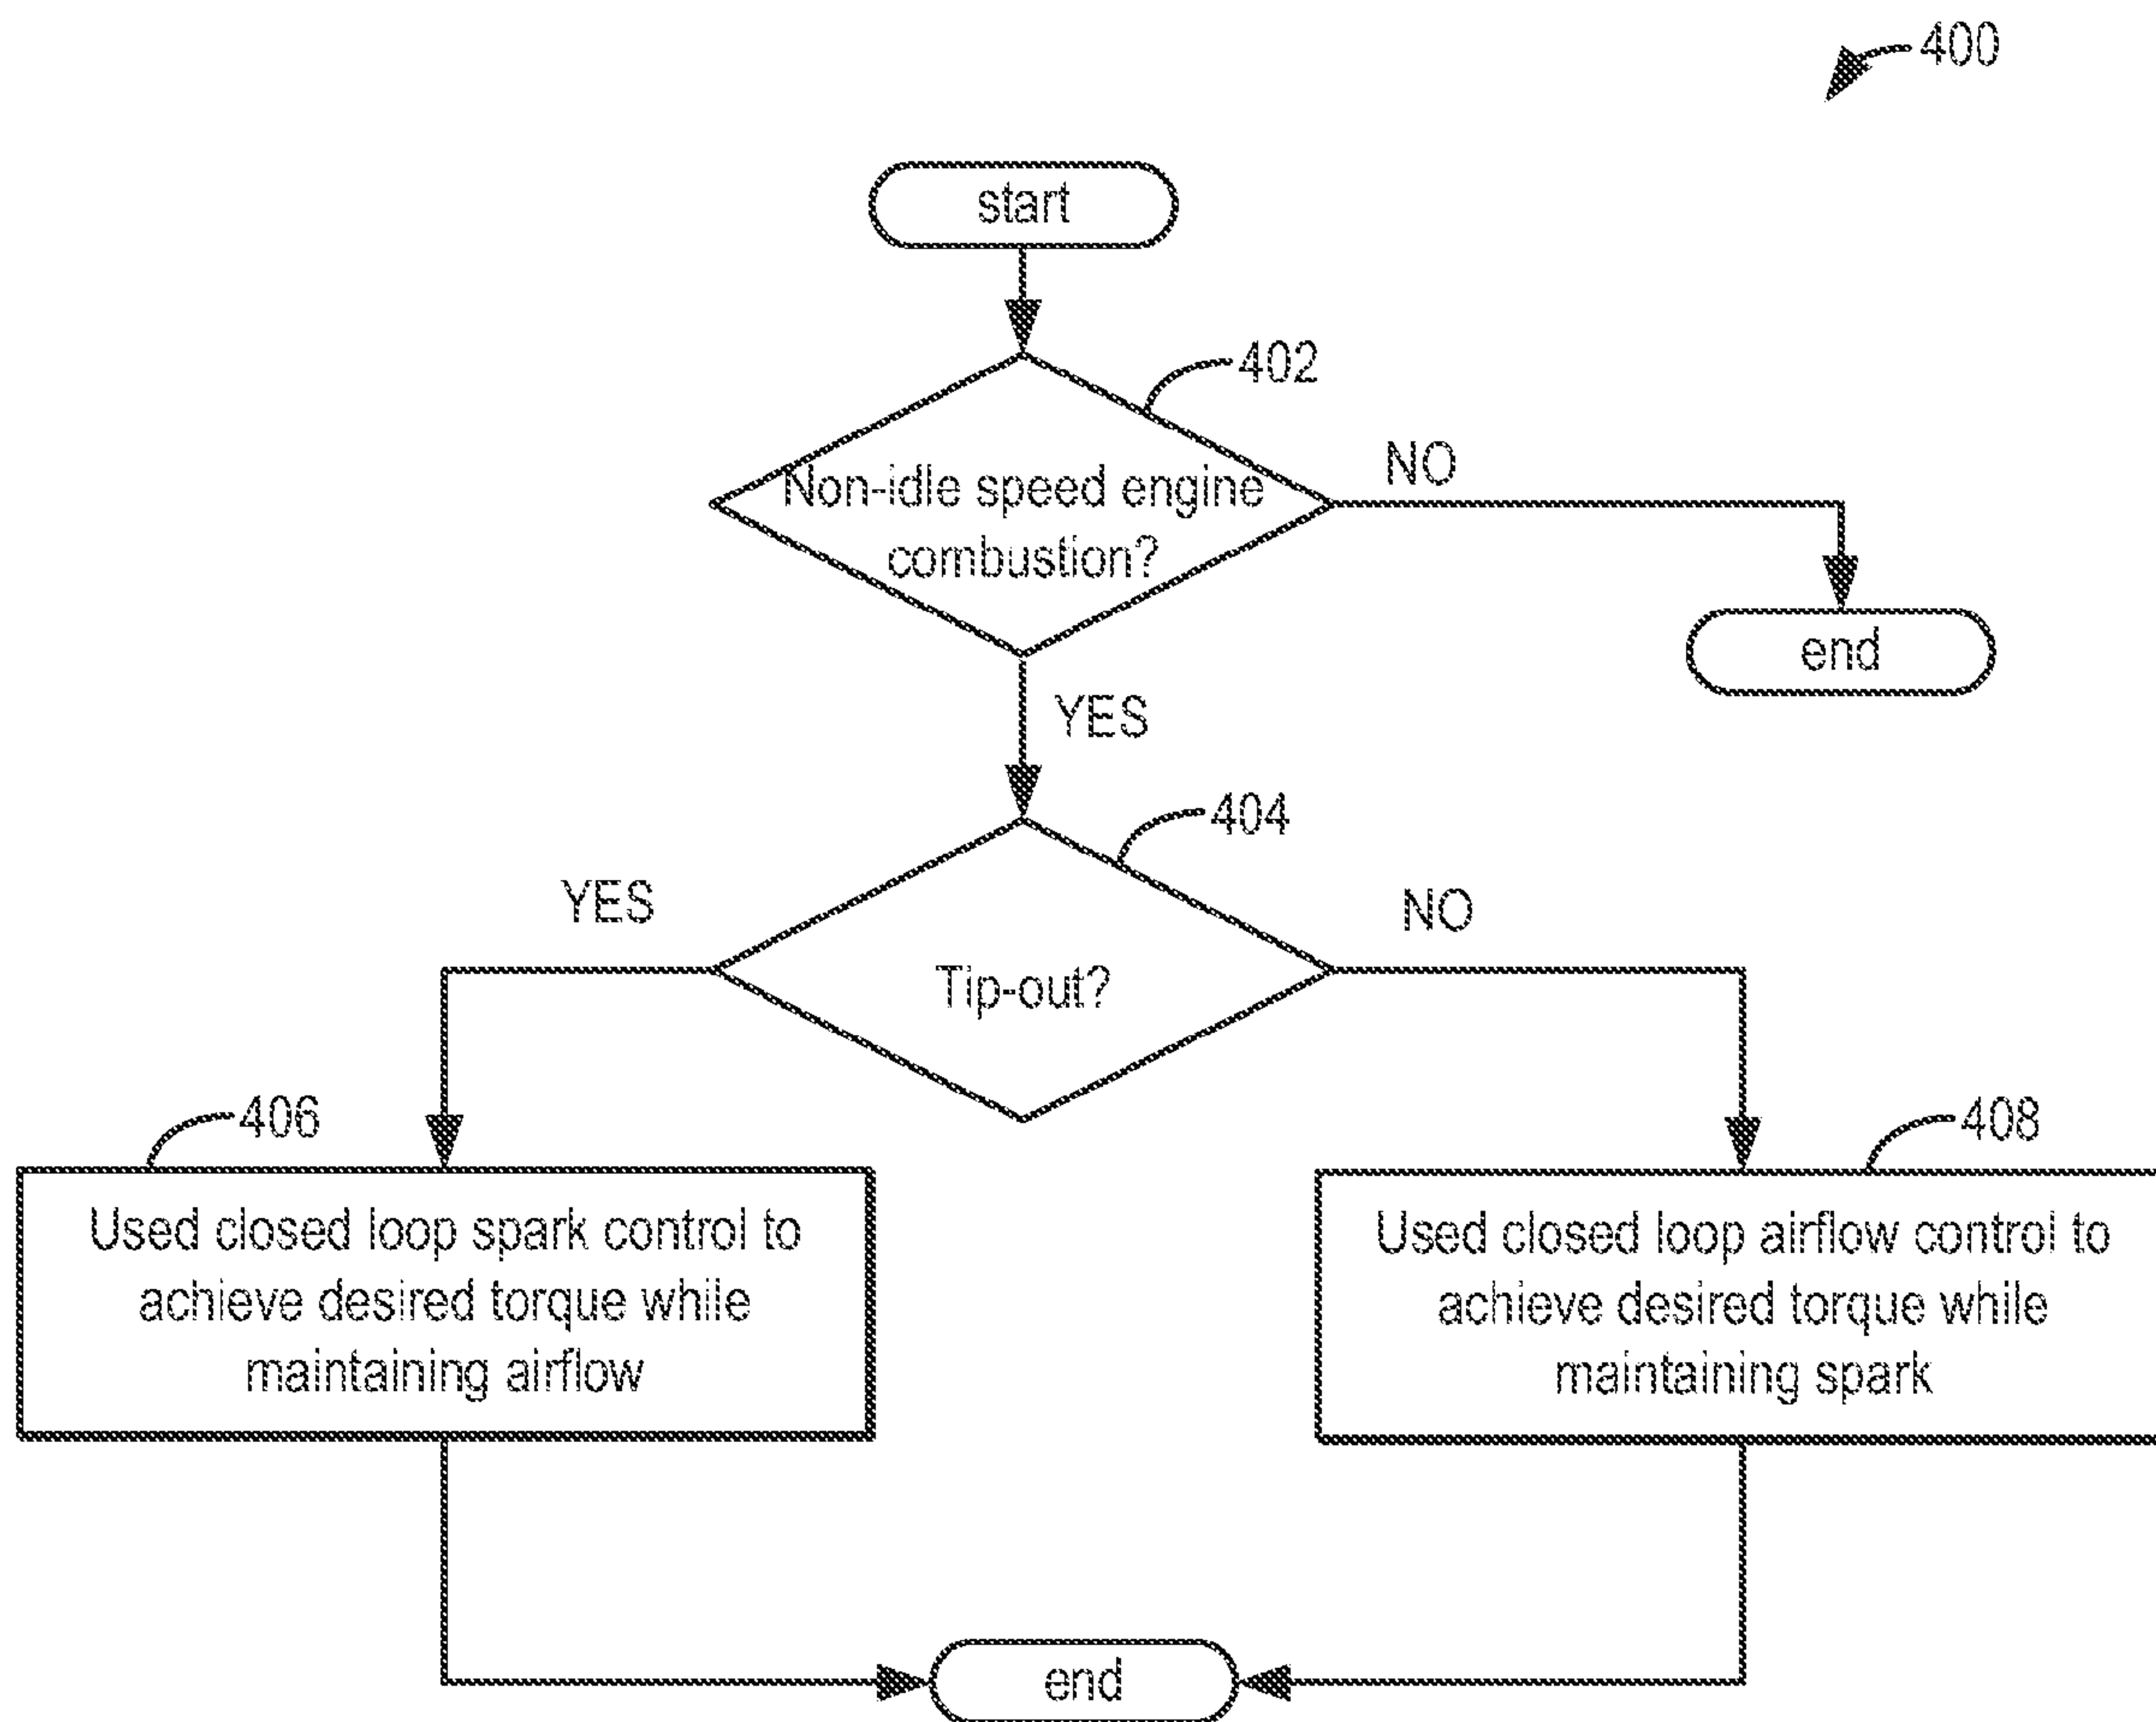 400
start
402
Non-idle speed engine
combustion?
NO
end
YES
404
YES
NO
Tip-out?
406
408
Used closed loop spark control to
achieve desired torque while
maintaining airflow
Used closed loop airflow control to
achieve desired torque while
maintaining spark
end